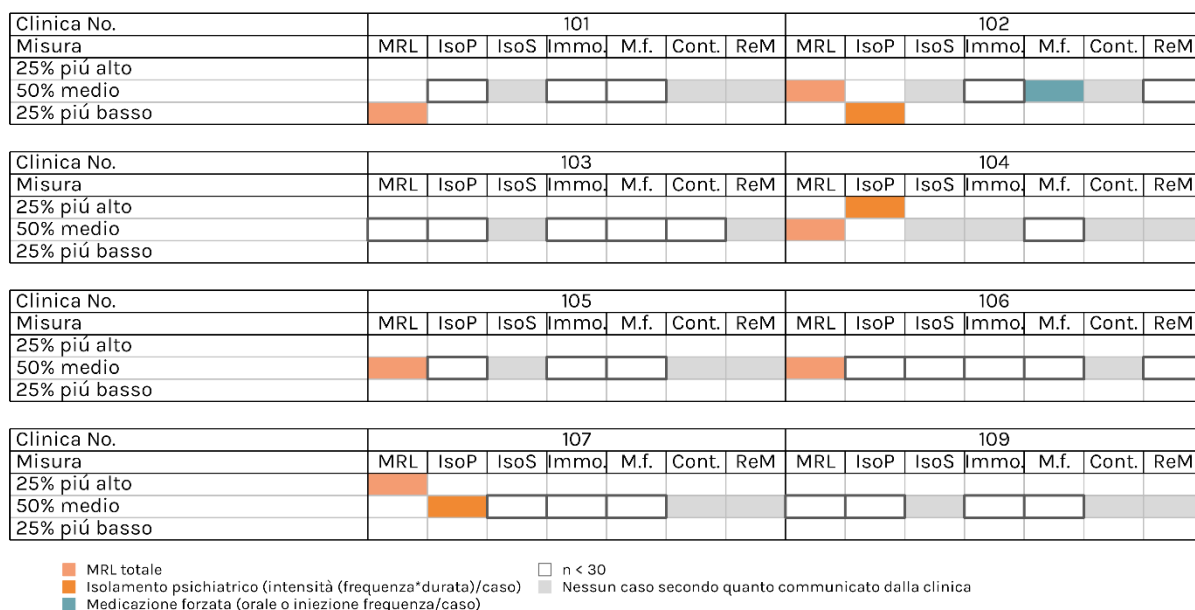 Clinica No. 101 102
Misura MRL IsoP IsoS Immo. M.f. Cont. ReM MRL IsoP IsoS Immo. M.f. Cont. ReM
25% piú alto
50% medio
25% piú basso
Clinica No. 103 104
Misura MRL IsoP IsoS Immo. M.f. Cont. ReM MRL IsoP IsoS Immo. M.f. Cont. ReM
25% piú alto
50% medio
25% piú basso
Clinica No. 105 106
Misura MRL IsoP IsoS Immo. M.f. Cont. ReM MRL IsoP IsoS Immo. M.f. Cont. ReM
25% piú alto
50% medio
25% piú basso
Clinica No. 107 109
Misura MRL IsoP IsoS Immo. M.f. Cont. ReM MRL IsoP IsoS Immo. M.f. Cont. ReM
25% piú alto
50% medio
25% piú basso
MRL totale n < 30
Isolamento psichiatrico (intensità (frequenza*durata)/caso) Nessun caso secondo quanto communicato dalla clinica
Medicazione forzata (orale o iniezione frequenza/caso)